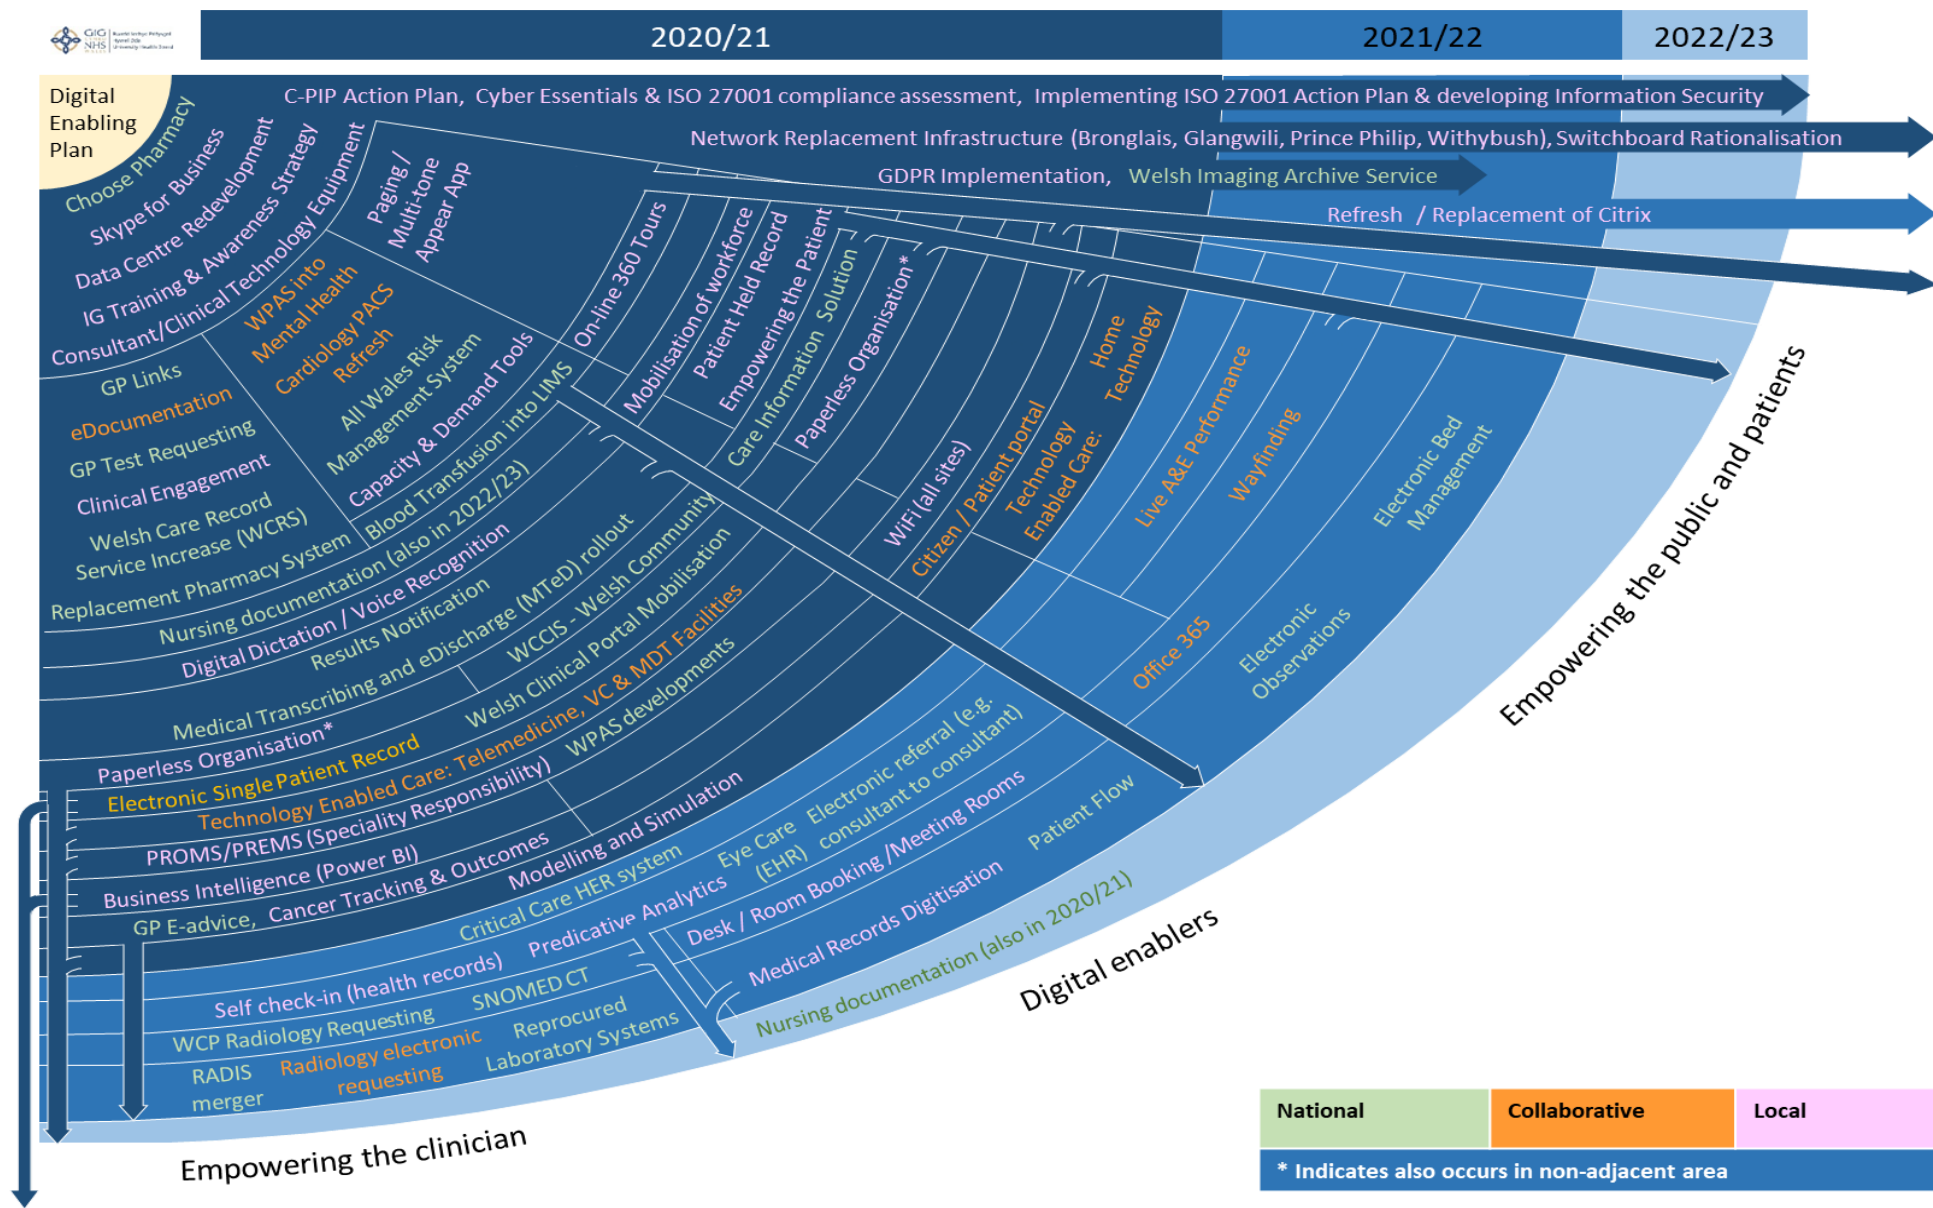 GIG
NHS
University Health Board
2020/21
2021/22
2022/23
Digital
Enabling
Plan
C-PIP Action Plan, Cyber Essentials & ISO 27001 compliance assessment, Implementing ISO 27001 Action Plan & developing Information Security
Network Replacement Infrastructure (Bronglais, Glangwili, Prince Philip, Withybush), Switchboard Rationalisation
GDPR Implementation, Welsh Imaging Archive Service
Refresh / Replacement of Citrix
Choose Pharmacy
Skype for Business
Data Centre Redevelopment
IG Training & Awareness Strategy
Consultant/Clinical Technology Equipment
Paging /
Multi-tone
Appear App
WPAS into
Mental Health
Cardiology PACS
Refresh
All Wales Risk
Management System
Capacity & Demand Tools
GP Links
eDocumentation
GP Test Requesting
Clinical Engagement
Welsh Care Record
Service Increase (WCRS)
Replacement Pharmacy System
Blood Transfusion into LIMS
On-line 360 Tours
Nursing documentation (also in 2022/23)
Digital Dictation / Voice Recognition
Results Notification
Mobilisation of workforce
Patient Held Record
Empowering the Patient
Care Information Solution
Paperless Organisation*
WiFi (all sites)
Citizen / Patient portal
Technology
Enabled Care:
Home
Technology
Medical Transcribing and eDischarge (MTeD) rollout
WCCIS - Welsh Community
Paperless Organisation*
Electronic Single Patient Record
Welsh Clinical Portal Mobilisation
Technology Enabled Care: Telemedicine, VC & MDT Facilities
PROMS/PREMS (Speciality Responsibility)
WPAS developments
Business Intelligence (Power BI)
GP E-advice, Cancer Tracking & Outcomes
Modelling and Simulation
Live A&E Performance
Wayfinding
Electronic Bed
Management
Office 365
Electronic
Observations
Critical Care HER system
Eye Care
Electronic referral (e.g.
(EHR)
consultant to consultant)
Self check-in (health records)
Predicative Analytics
Desk / Room Booking /Meeting Rooms
WCP Radiology Requesting
SNOMED CT
Medical Records Digitisation
Patient Flow
RADIS
merger
Radiology electronic
requesting
Reprocured
Laboratory Systems
Nursing documentation (also in 2020/21)
Empowering the public and patients
Digital enablers
Empowering the clinician
National
Collaborative
Local
* Indicates also occurs in non-adjacent area